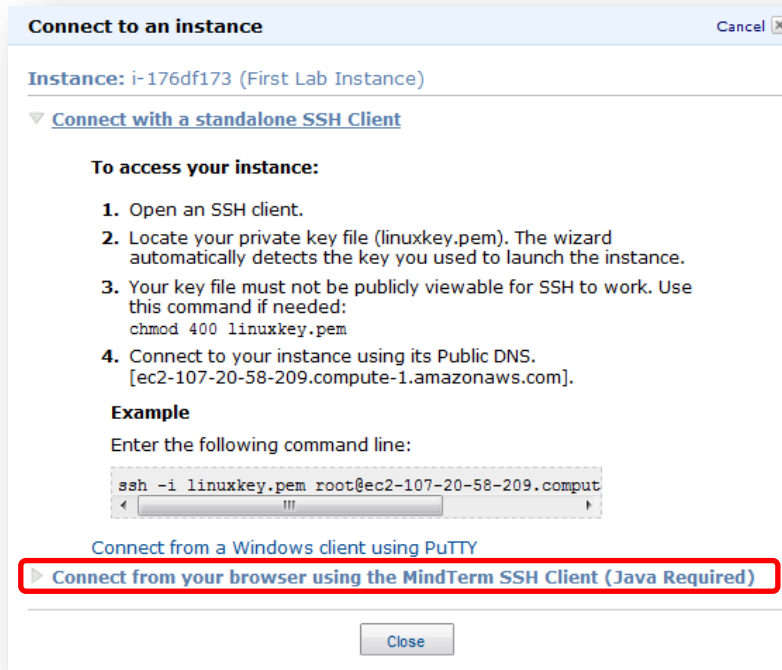 Connect to an instance
Cancel
Instance: i-176df173 (First Lab Instance)
Connect with a standalone SSH Client
To access your instance:
1. Open an SSH client.
2. Locate your private key file (linuxkey.pem). The wizard
automatically detects the key you used to launch the instance.
3. Your key file must not be publicly viewable for SSH to work. Use
this command if needed:
chmod 400 linuxkey.pem
4. Connect to your instance using its Public DNS.
[ec2-107-20-58-209.compute-1.amazonaws.com].
Example
Enter the following command line:
ssh -i linuxkey.pem root@ec2-107-20-58-209.comput
Connect from a Windows client using PuTTY
Connect from your browser using the MindTerm SSH Client (Java Required)
Close